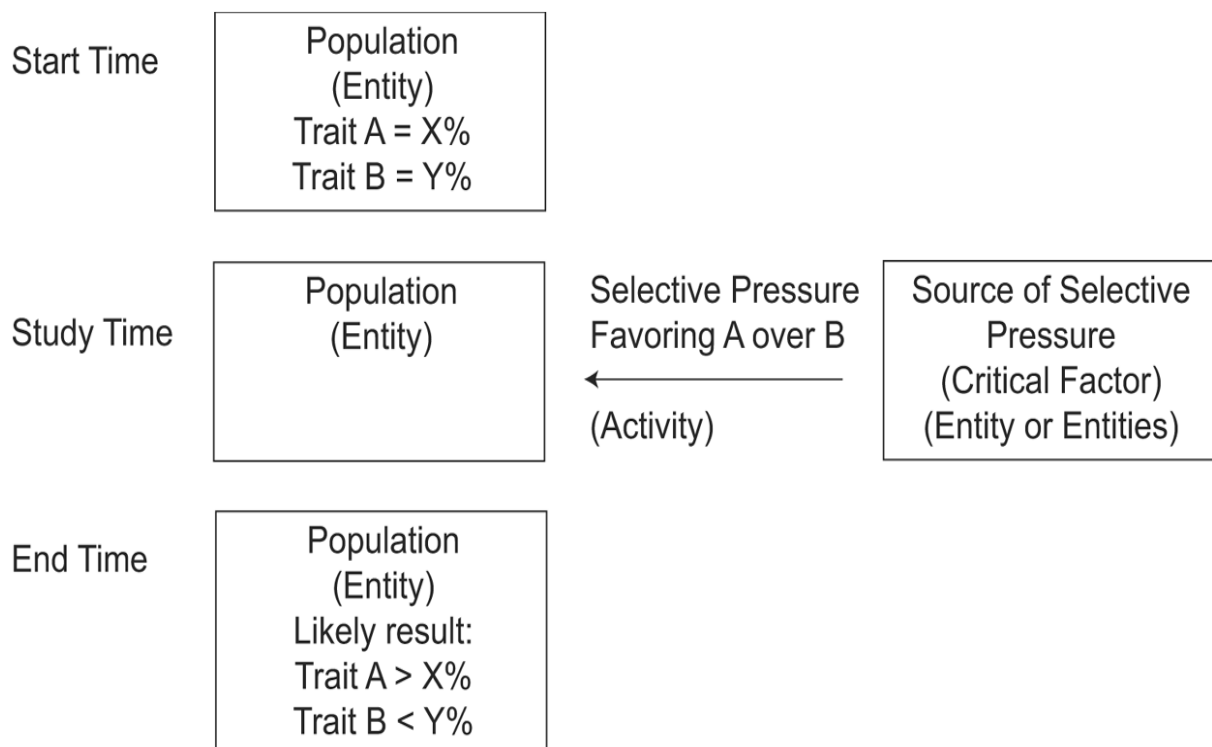 Start Time
Population
(Entity)
Trait A = X%
Trait B = Y%
Study Time
Population
(Entity)
Selective Pressure
Favoring A over B
(Activity)
Source of Selective
Pressure
(Critical Factor)
(Entity or Entities)
End Time
Population
(Entity)
Likely result:
Trait A > X%
Trait B < Y%